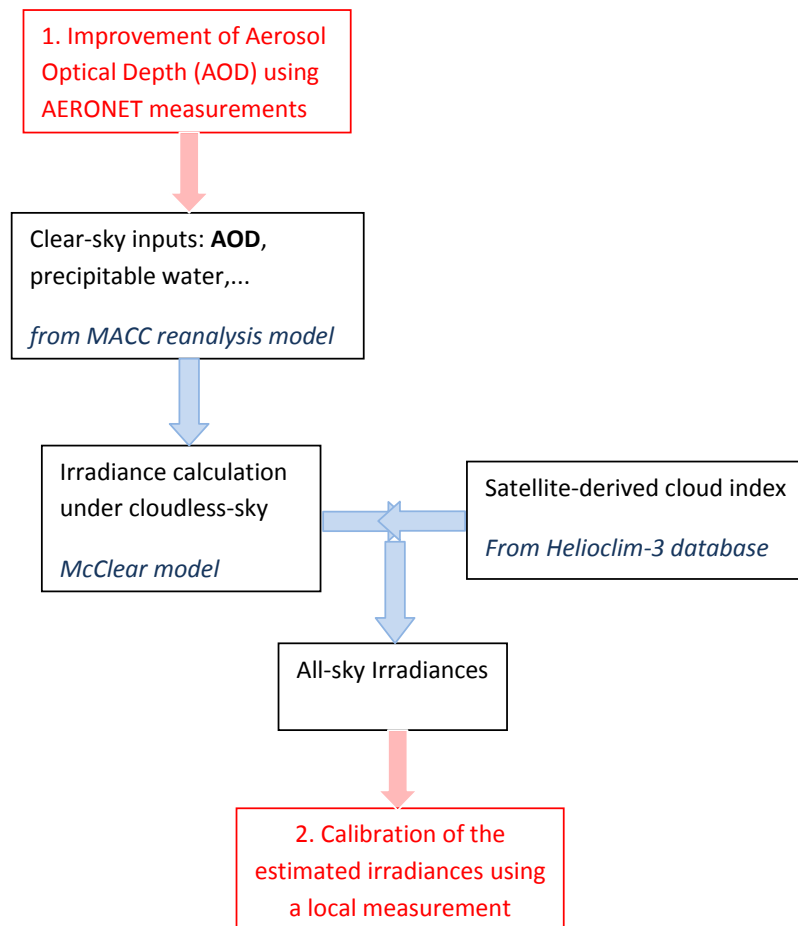 1. Improvement of Aerosol
Optical Depth (AOD) using
AERONET measurements
Clear-sky inputs: AOD,
precipitable water,...
from MACC reanalysis model
Irradiance calculation
under cloudless-sky
McClear model
Satellite-derived cloud index
From Helioclim-3 database
All-sky Irradiances
2. Calibration of the
estimated irradiances using
a local measurement